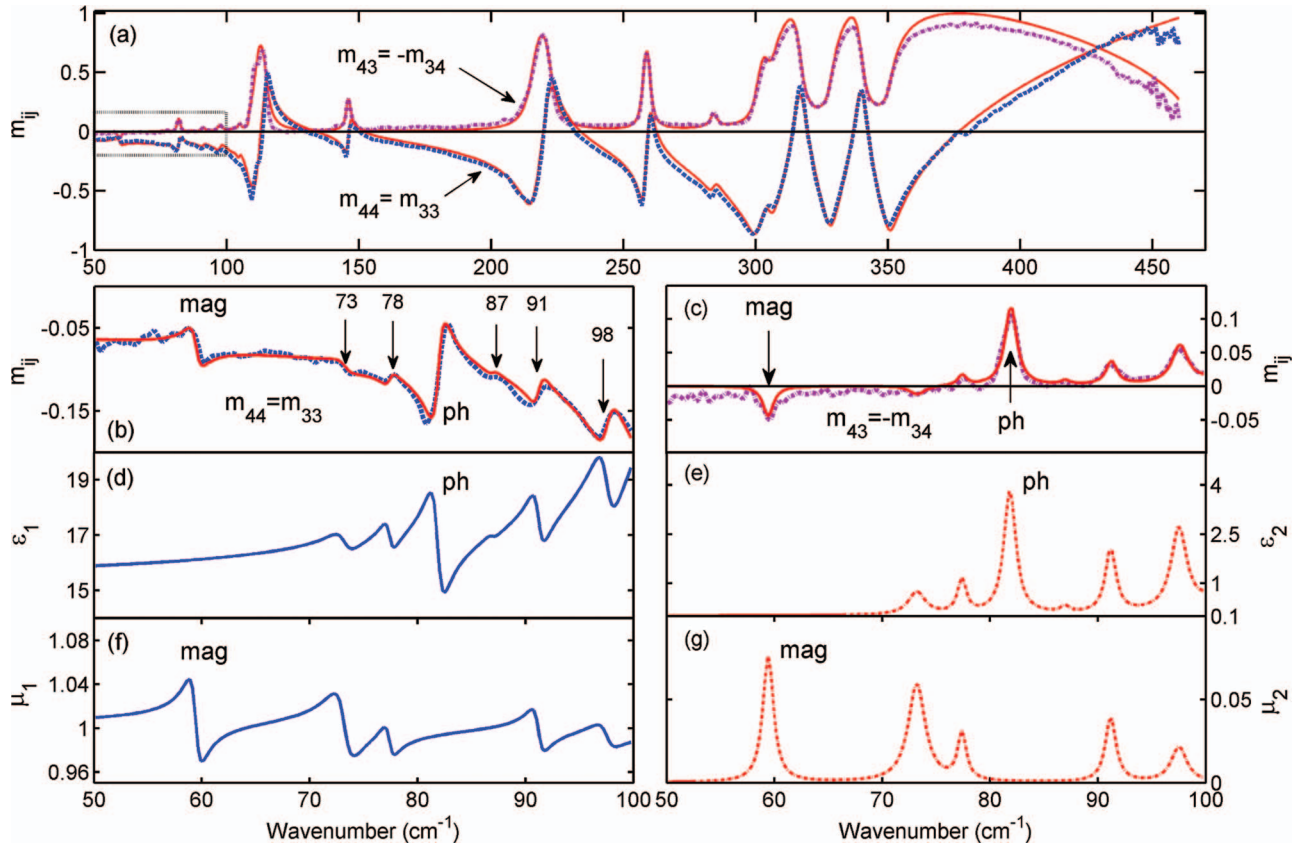 (a)
m43= -m34
m44 = m33
mij
1
0.5
0
-0.5
-1
50 100 150 200 250 300 350 400 450
mag 73 78 87 91 98
-0.05
-0.15
mij
m44=m33
ph
(b)
(c)
mag
0.1
0.05
0
-0.05
mij
m43=-m34
ph
(d)
ph
19
17
15
ε1
(e)
ph
4
2.5
1
0.1
ε2
(f)
mag
1.08
1.04
1
0.96
μ1
50 60 70 80 90 100
Wavenumber (cm-1)
(g)
mag
0.05
0
μ2
50 60 70 80 90 100
Wavenumber (cm-1)